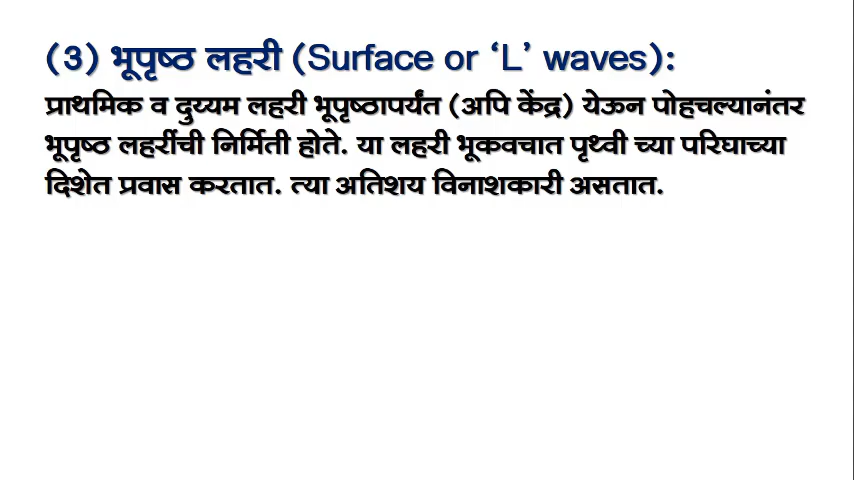 (३) भूपृष्ठ लहरी (Surface or ‘L’ waves):
प्राथमिक व दुय्यम लहरी भूपृष्ठापर्यंत (अपि केंद्र) येऊन पोहचल्यानंतर
भूपृष्ठ लहरींची निर्मिती होते. या लहरी भूकवचात पृथ्वी च्या परिघाच्या
दिशेत प्रवास करतात. त्या अतिशय विनाशकारी असतात.